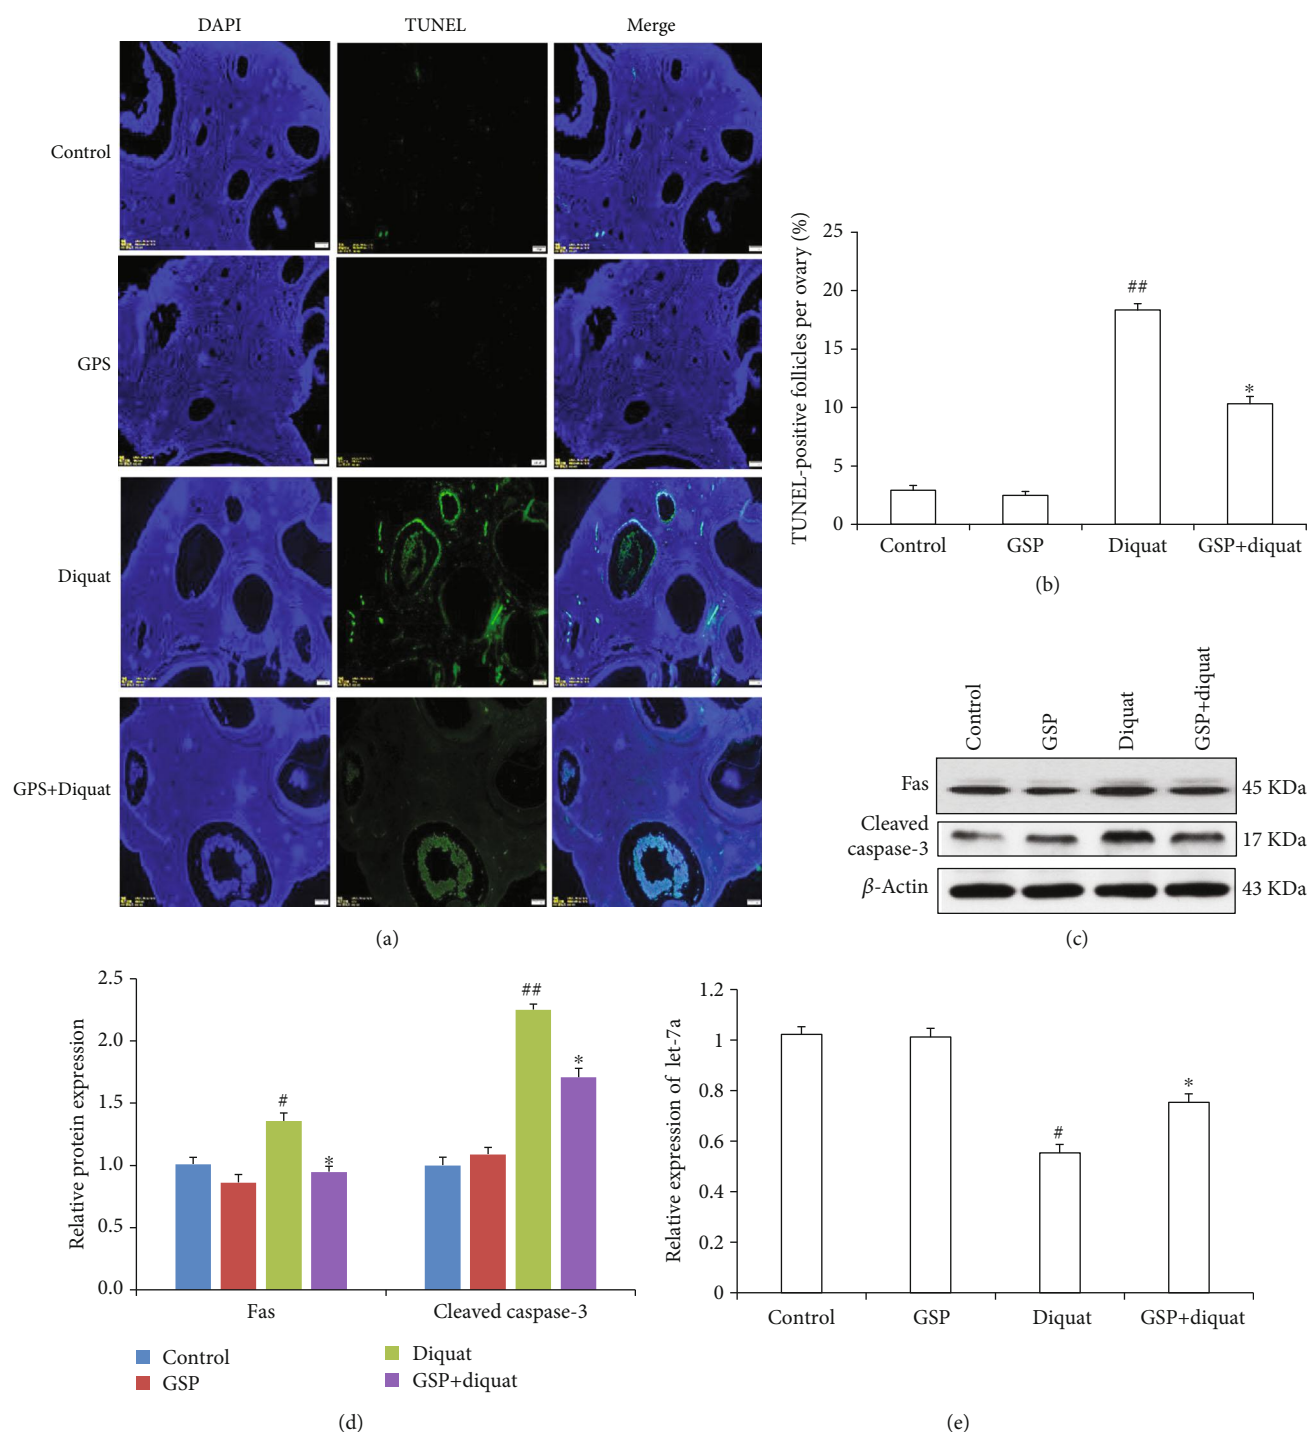 DAPI TUNEL Merge
Control
GPS
Diquat
GPS+Diquat
(a)
TUNEL-positive follicles per ovary (%)
25
20
15
10
5
0
##
*
Control GSP Diquat GSP+diquat
(b)
Control GSP Diquat GSP+diquat
Fas 45 KDa
Cleaved
caspase-3 17 KDa
β-Actin 43 KDa
(c)
Relative protein expression
2.5
2.0
1.5
1.0
0.5
0.0
#
*
##
*
Fas Cleaved caspase-3
Control Diquat
GSP GSP+diquat
(d)
Relative expression of let-7a
1.2
1
0.8
0.6
0.4
0.2
0
#
*
Control GSP Diquat GSP+diquat
(e)